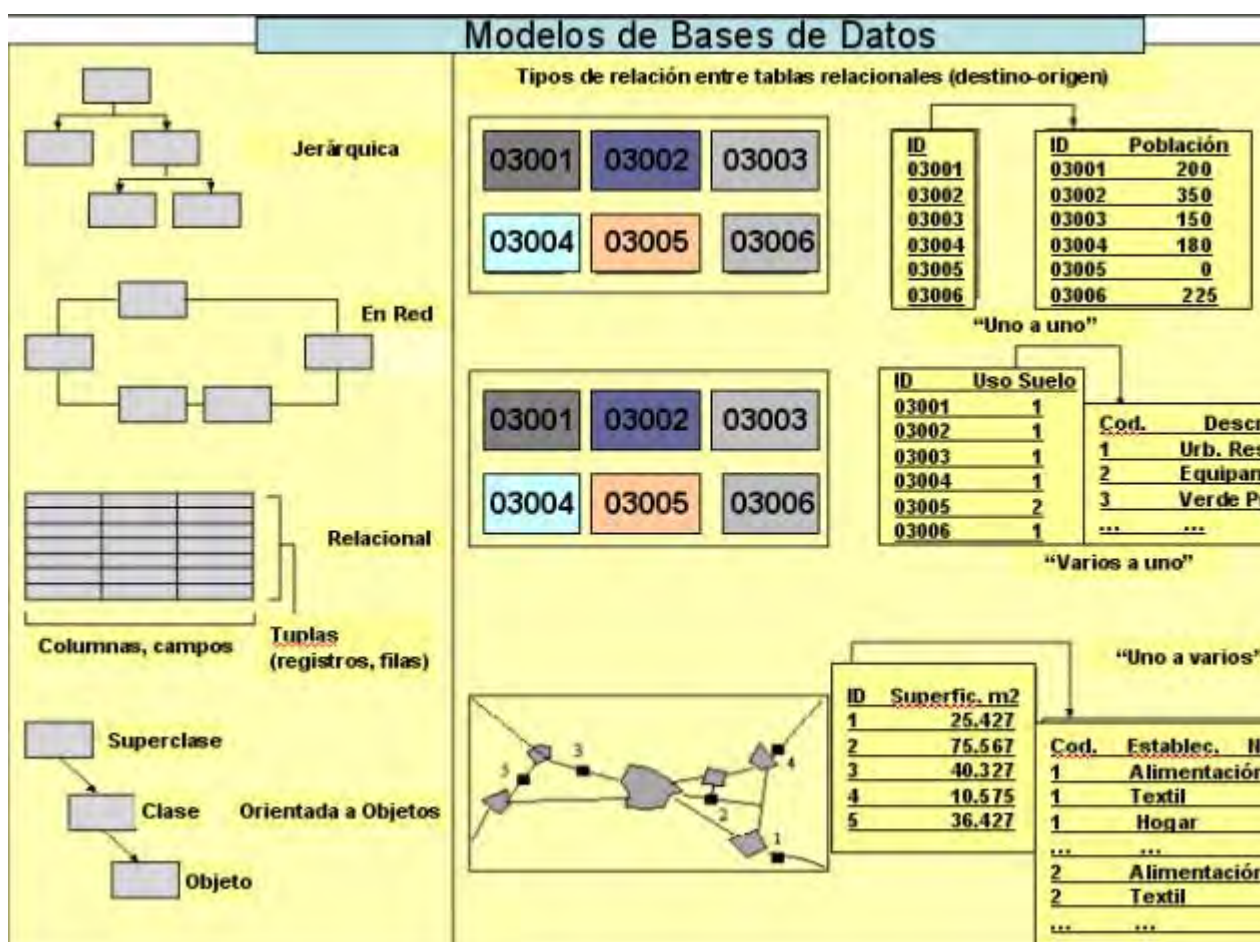 Modelos de Bases de Datos
Jerárquica
En Red
Relacional
Columnas, campos
Tuplas
(registros, filas)
Superclase
Clase
Orientada a Objetos
Objeto
Tipos de relación entre tablas relacionales (destino-origen)
03001 03002 03003
03004 03005 03006
ID
03001
03002
03003
03004
03005
03006
ID Población
03001 200
03002 350
03003 150
03004 180
03005 0
03006 225
“Uno a uno”
03001 03002 03003
03004 03005 03006
ID Uso Suelo
03001 1
03002 1
03003 1
03004 1
03005 2
03006 1
Cod. Descr
1 Urb. Res
2 Equipan
3 Verde P
... ...
“Varios a uno”
“Uno a varios”
3
5
4
2
1
ID Superfic. m2
1 25.427
2 75.567
3 40.327
4 10.575
5 36.427
Cod. Establec.
1 Alimentación
1 Textil
1 Hogar
... ...
2 Alimentación
2 Textil
... ...